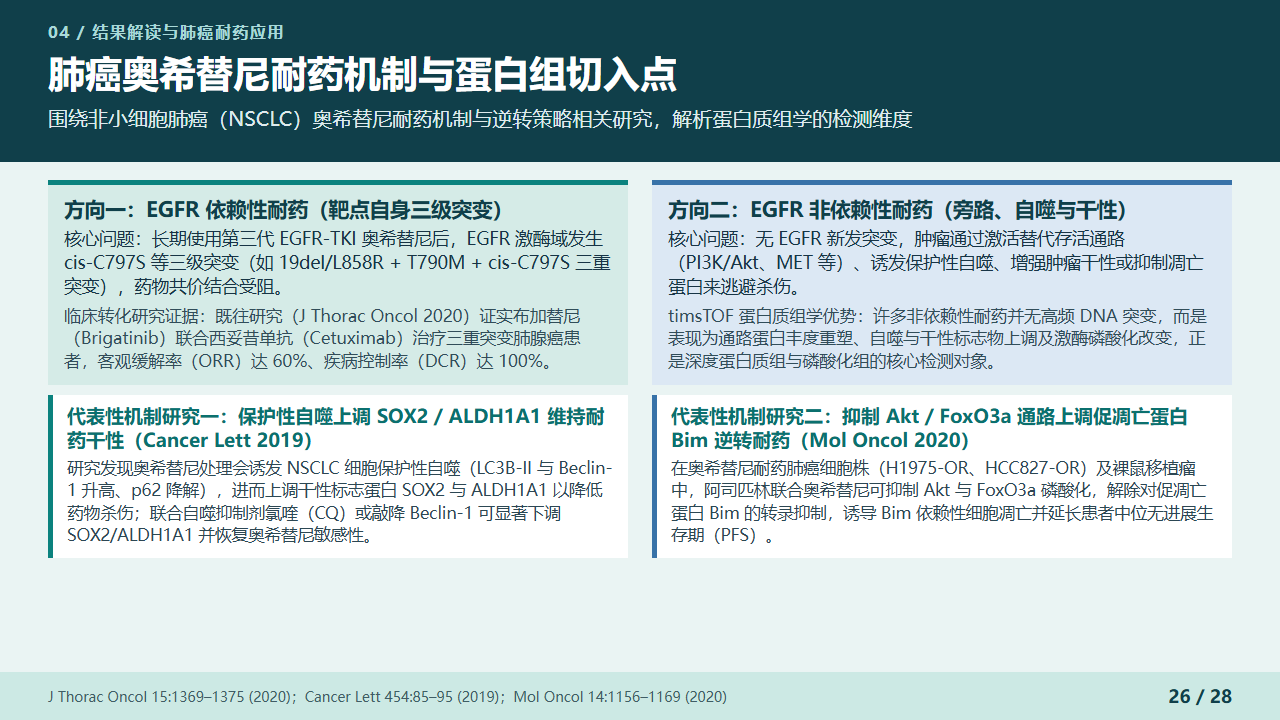 04 / 结果解读与肺癌耐药应用
肺癌奥希替尼耐药机制与蛋白组切入点
围绕非小细胞肺癌（NSCLC）奥希替尼耐药机制与逆转策略相关研究，解析蛋白质组学的检测维度
方向一：EGFR 依赖性耐药（靶点自身三级突变）
核心问题：长期使用第三代 EGFR-TKI 奥希替尼后，EGFR 激酶域发生
cis-C797S 等三级突变（如 19del/L858R + T790M + cis-C797S 三重
突变），药物共价结合受阻。
临床转化研究证据：既往研究（J Thorac Oncol 2020）证实布加替尼
（Brigatinib）联合西妥昔单抗（Cetuximab）治疗三重突变肺腺癌患
者，客观缓解率（ORR）达 60%、疾病控制率（DCR）达 100%。
方向二：EGFR 非依赖性耐药（旁路、自噬与干性）
核心问题：无 EGFR 新发突变，肿瘤通过激活替代存活通路
（PI3K/Akt、MET 等）、诱发保护性自噬、增强肿瘤干性或抑制凋亡
蛋白来逃避杀伤。
timsTOF 蛋白质组学优势：许多非依赖性耐药并无高频 DNA 突变，而是
表现为通路蛋白丰度重塑、自噬与干性标志物上调及激酶磷酸化改变，正
是深度蛋白质组与磷酸化组的核心检测对象。
代表性机制研究一：保护性自噬上调 SOX2 / ALDH1A1 维持耐
药干性（Cancer Lett 2019）
研究发现奥希替尼处理会诱发 NSCLC 细胞保护性自噬（LC3B-II 与 Beclin-
1 升高、p62 降解），进而上调干性标志蛋白 SOX2 与 ALDH1A1 以降低
药物杀伤；联合自噬抑制剂氯喹（CQ）或敲降 Beclin-1 可显著下调
SOX2/ALDH1A1 并恢复奥希替尼敏感性。
代表性机制研究二：抑制 Akt / FoxO3a 通路上调促凋亡蛋白
Bim 逆转耐药（Mol Oncol 2020）
在奥希替尼耐药肺癌细胞株（H1975-OR、HCC827-OR）及裸鼠移植瘤
中，阿司匹林联合奥希替尼可抑制 Akt 与 FoxO3a 磷酸化，解除对促凋亡
蛋白 Bim 的转录抑制，诱导 Bim 依赖性细胞凋亡并延长患者中位无进展生
存期（PFS）。
J Thorac Oncol 15:1369–1375 (2020)；Cancer Lett 454:85–95 (2019)；Mol Oncol 14:1156–1169 (2020)
26 / 28